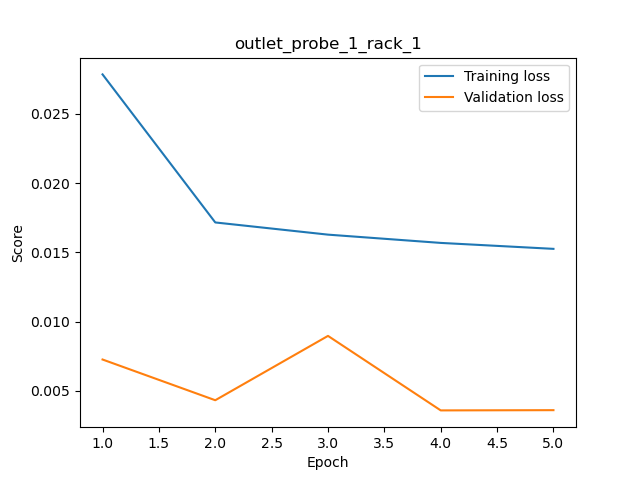 outlet_probe_1_rack_1
Training loss
Validation loss
Score
0.025
0.020
0.015
0.010
0.005
1.0 1.5 2.0 2.5 3.0 3.5 4.0 4.5 5.0
Epoch